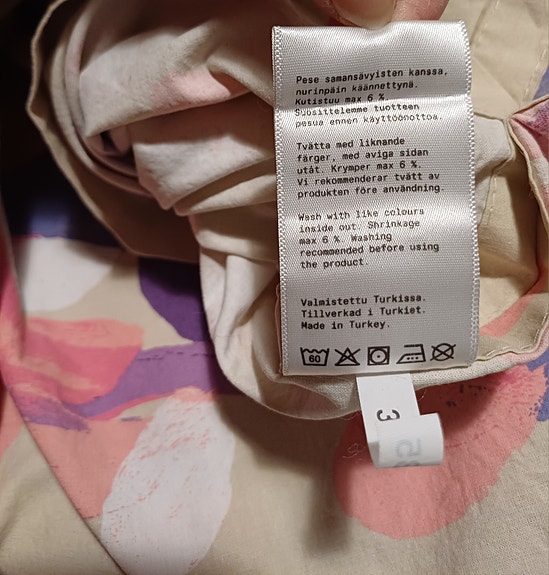 Pese samansävyisten kanssa,
nurinpäin käännettynä.
Kutistuu max 6 %.
Suosittelemme tuotteen
pesua ennen käyttöönottoa.
Tvätta med liknande
färger, med aviga sidan
utåt. Krymper max 6 %.
Vi rekommenderar tvätt av
produkten före användning.
Wash with like colours
inside out. Shrinkage
max 6 %. Washing
recommended before using
the product.
Valmistettu Turkissa.
Tillverkad i Turkiet.
Made in Turkey.
60
3